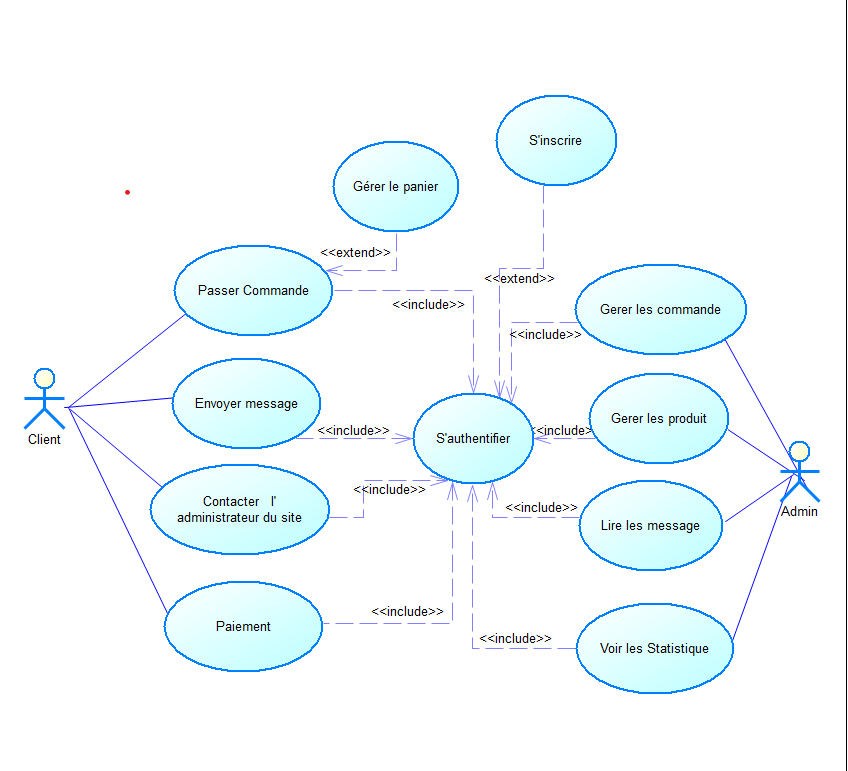 S'inscrire
Gérer le panier
<<extend>>
Passer Commande
<<extend>>
<<include>>
Gerer les commande
<<include>>
Envoyer message
Gerer les produit
<<include>>
<<include>
S'authentifier
Client
<<include>>
Contacter l'
administrateur du site
<<include>>
Lire les message
Admin
<<include>>
Paiement
<<include>>
Voir les Statistique